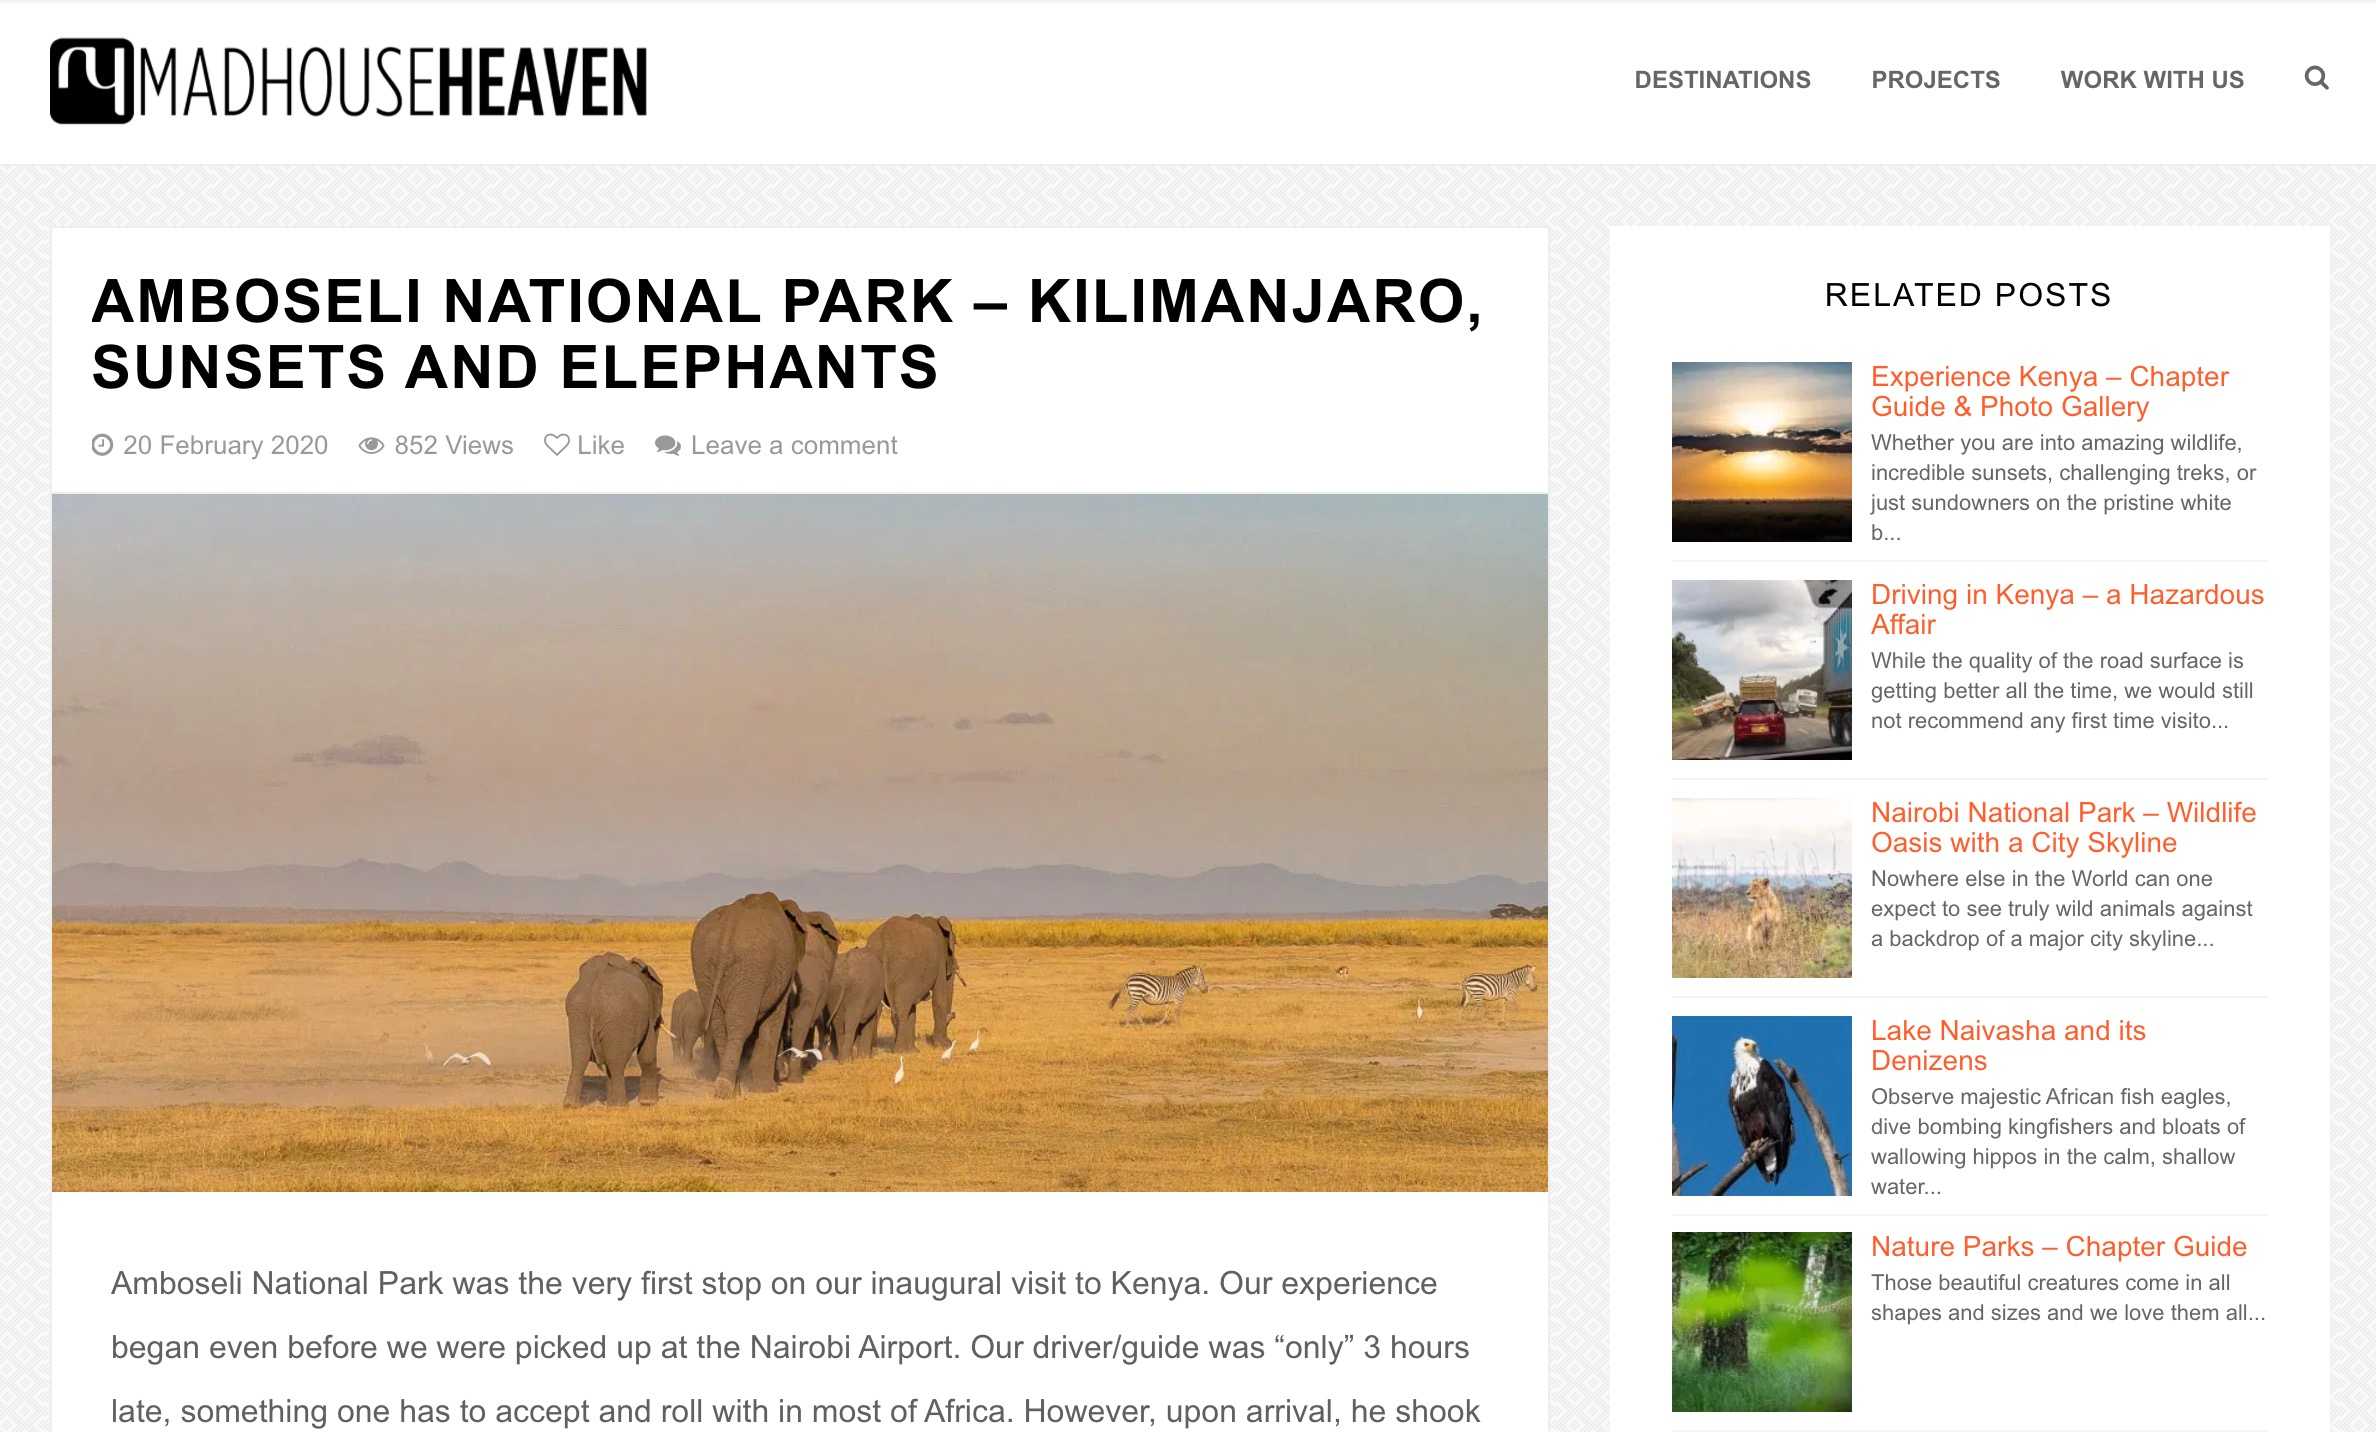 MADHOUSEHEAVEN
DESTINATIONS
PROJECTS
WORK WITH US
AMBOSELI NATIONAL PARK – KILIMANJARO,
SUNSETS AND ELEPHANTS
20 February 2020
852 Views
Like
Leave a comment
Amboseli National Park was the very first stop on our inaugural visit to Kenya. Our experience
began even before we were picked up at the Nairobi Airport. Our driver/guide was “only” 3 hours
late, something one has to accept and roll with in most of Africa. However, upon arrival, he shook
RELATED POSTS
Experience Kenya – Chapter
Guide & Photo Gallery
Whether you are into amazing wildlife,
incredible sunsets, challenging treks, or
just sundowners on the pristine white
b...
Driving in Kenya – a Hazardous
Affair
While the quality of the road surface is
getting better all the time, we would still
not recommend any first time visito...
Nairobi National Park – Wildlife
Oasis with a City Skyline
Nowhere else in the World can one
expect to see truly wild animals against
a backdrop of a major city skyline...
Lake Naivasha and its
Denizens
Observe majestic African fish eagles,
dive bombing kingfishers and bloats of
wallowing hippos in the calm, shallow
water...
Nature Parks – Chapter Guide
Those beautiful creatures come in all
shapes and sizes and we love them all...